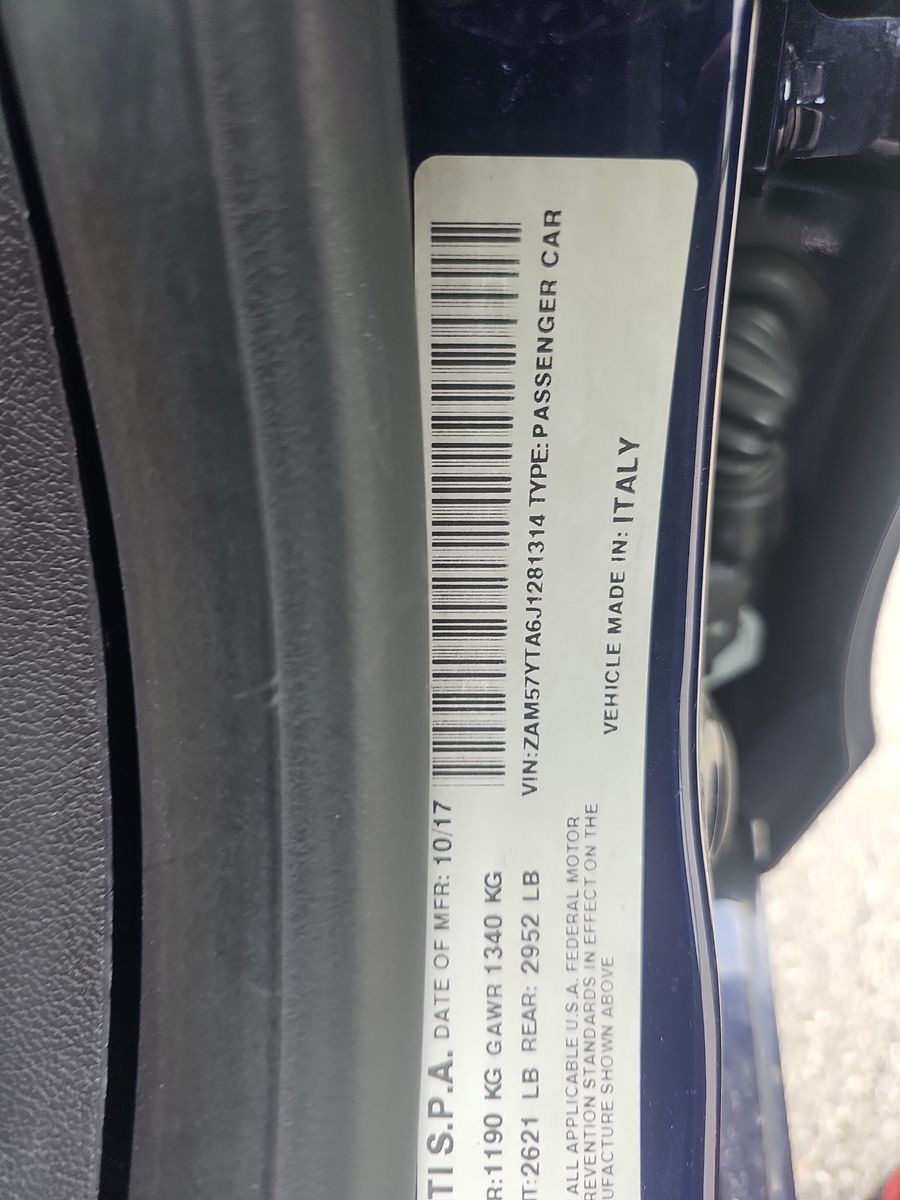 TI S.P.A. DATE OF MFR: 10/17
R:1190 KG GAWR 1340 KG
T:2621 LB REAR: 2952 LB
VIN:ZAM57YTA6J1281314 TYPE:PASSENGER CAR
ALL APPLICABLE U.S.A. FEDERAL MOTOR
REVENTION STANDARDS IN EFFECT ON THE
UFACTURE SHOWN ABOVE
VEHICLE MADE IN: ITALY